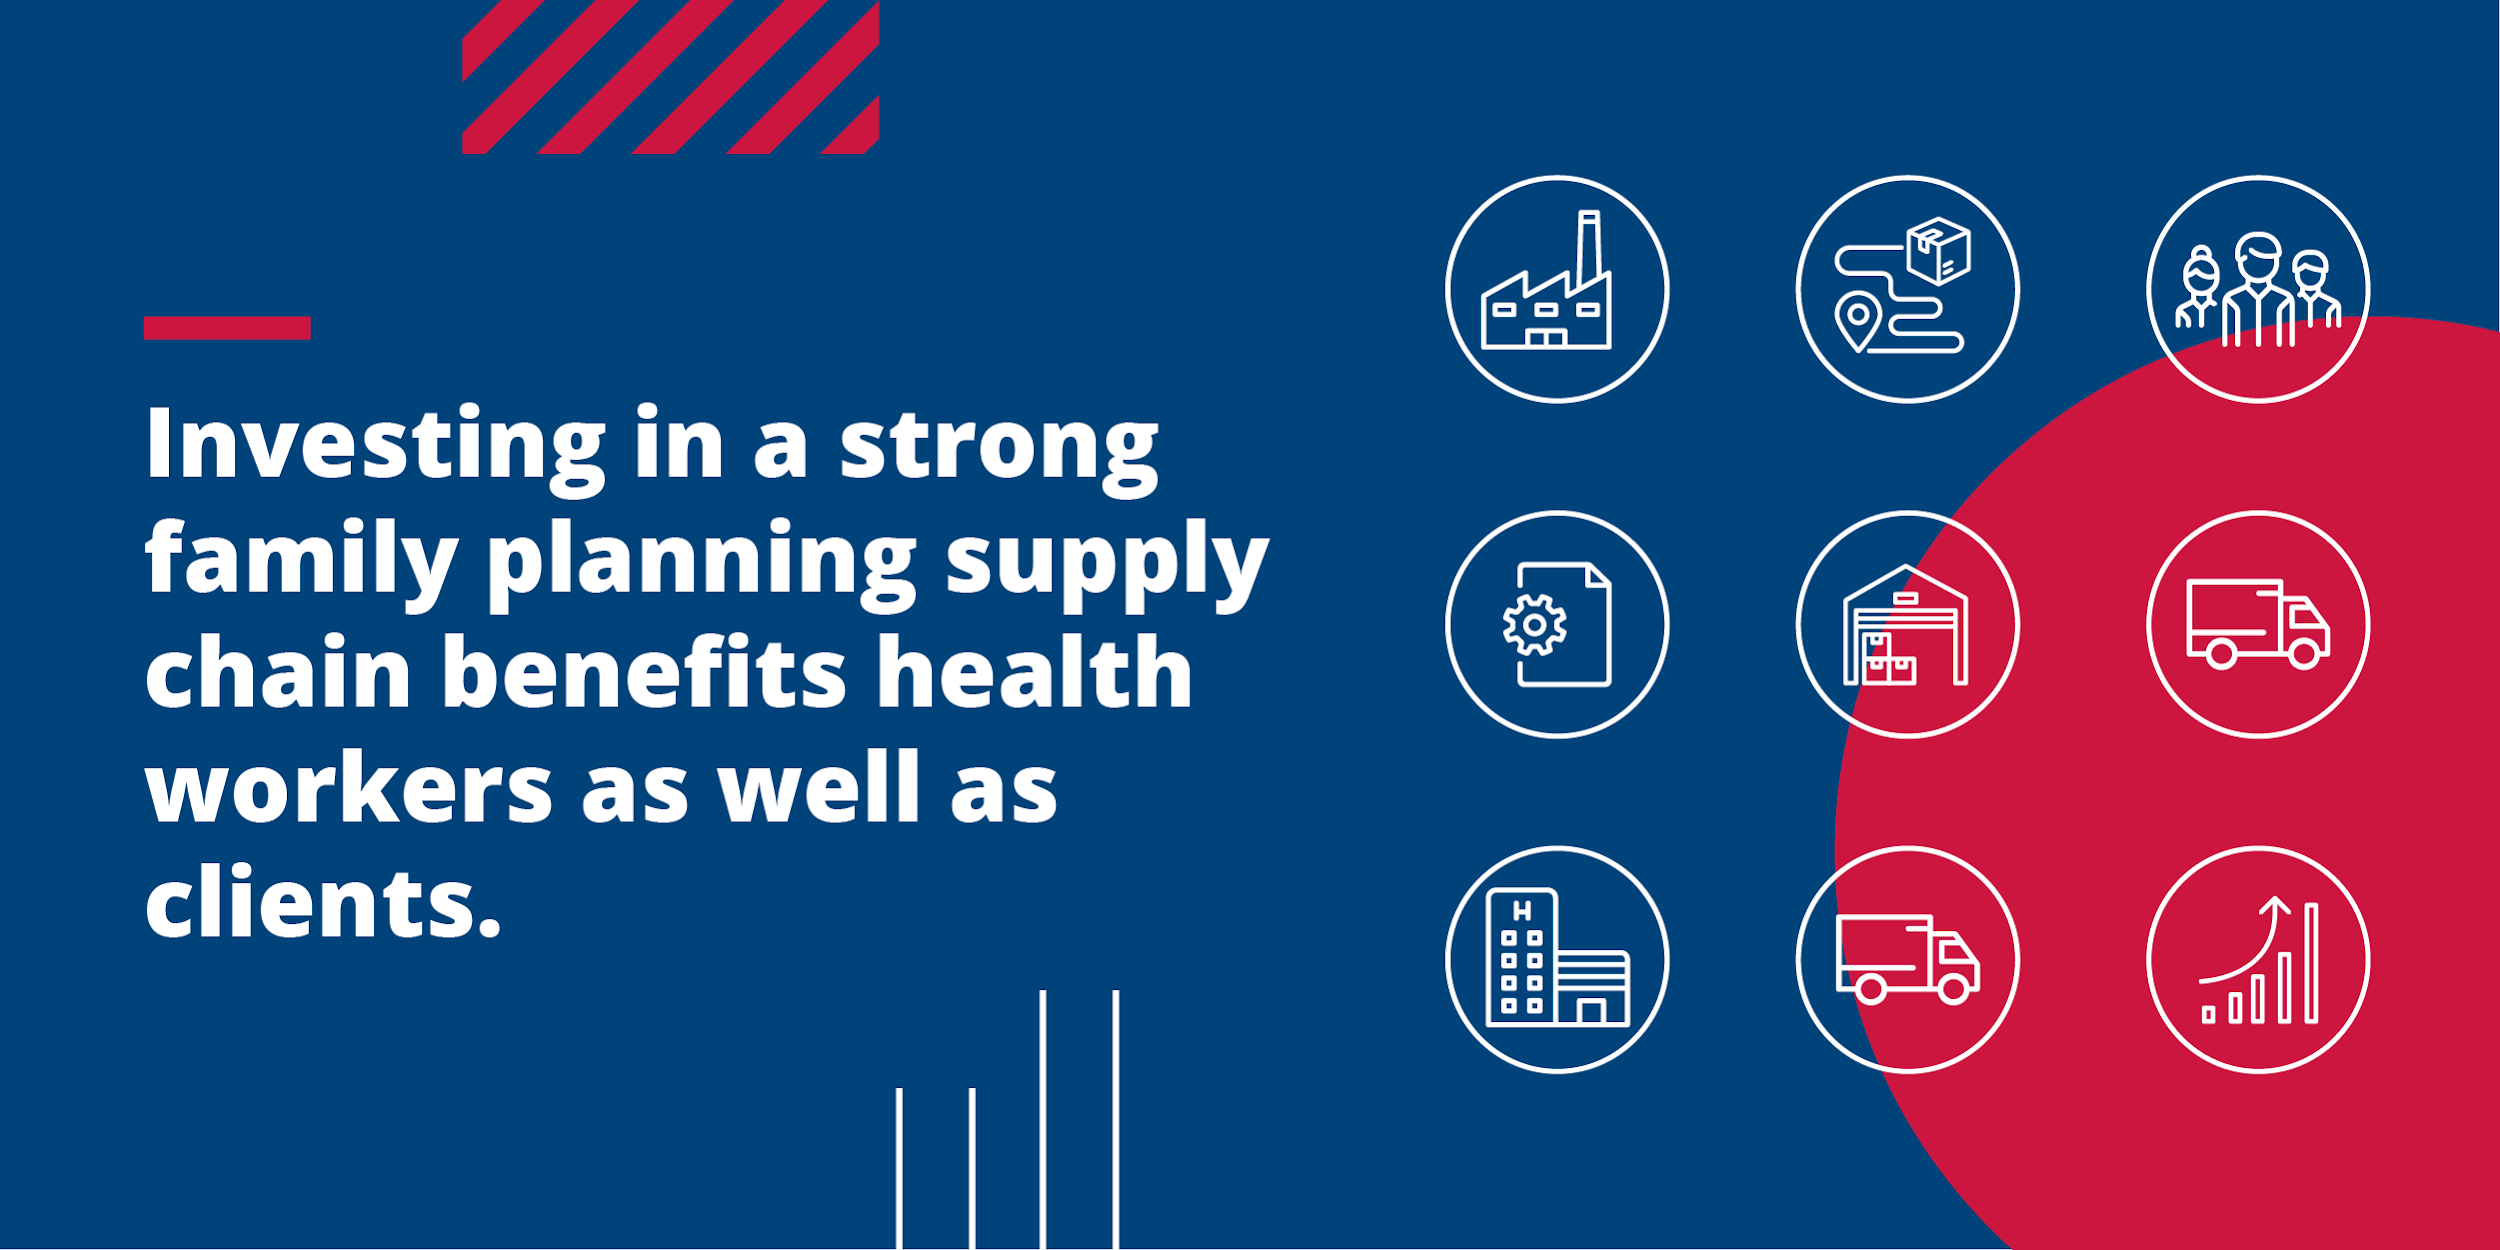 Investing in a strong
family planning supply
chain benefits health
workers as well as
clients.
H